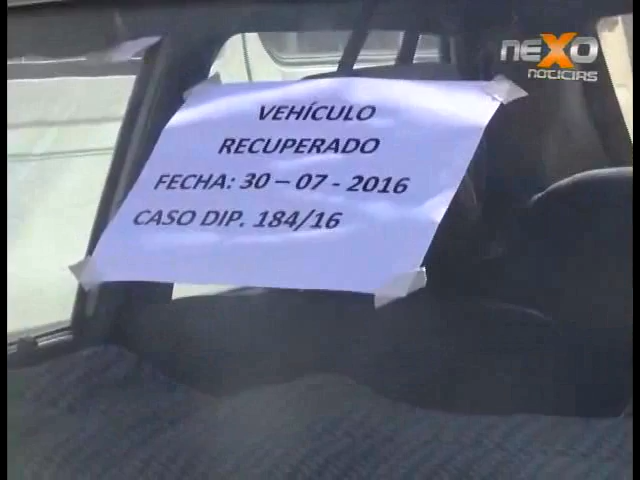 NEXO
NOTICIAS
VEHÍCULO
RECUPERADO
FECHA: 30 – 07 - 2016
CASO DIP. 184/16